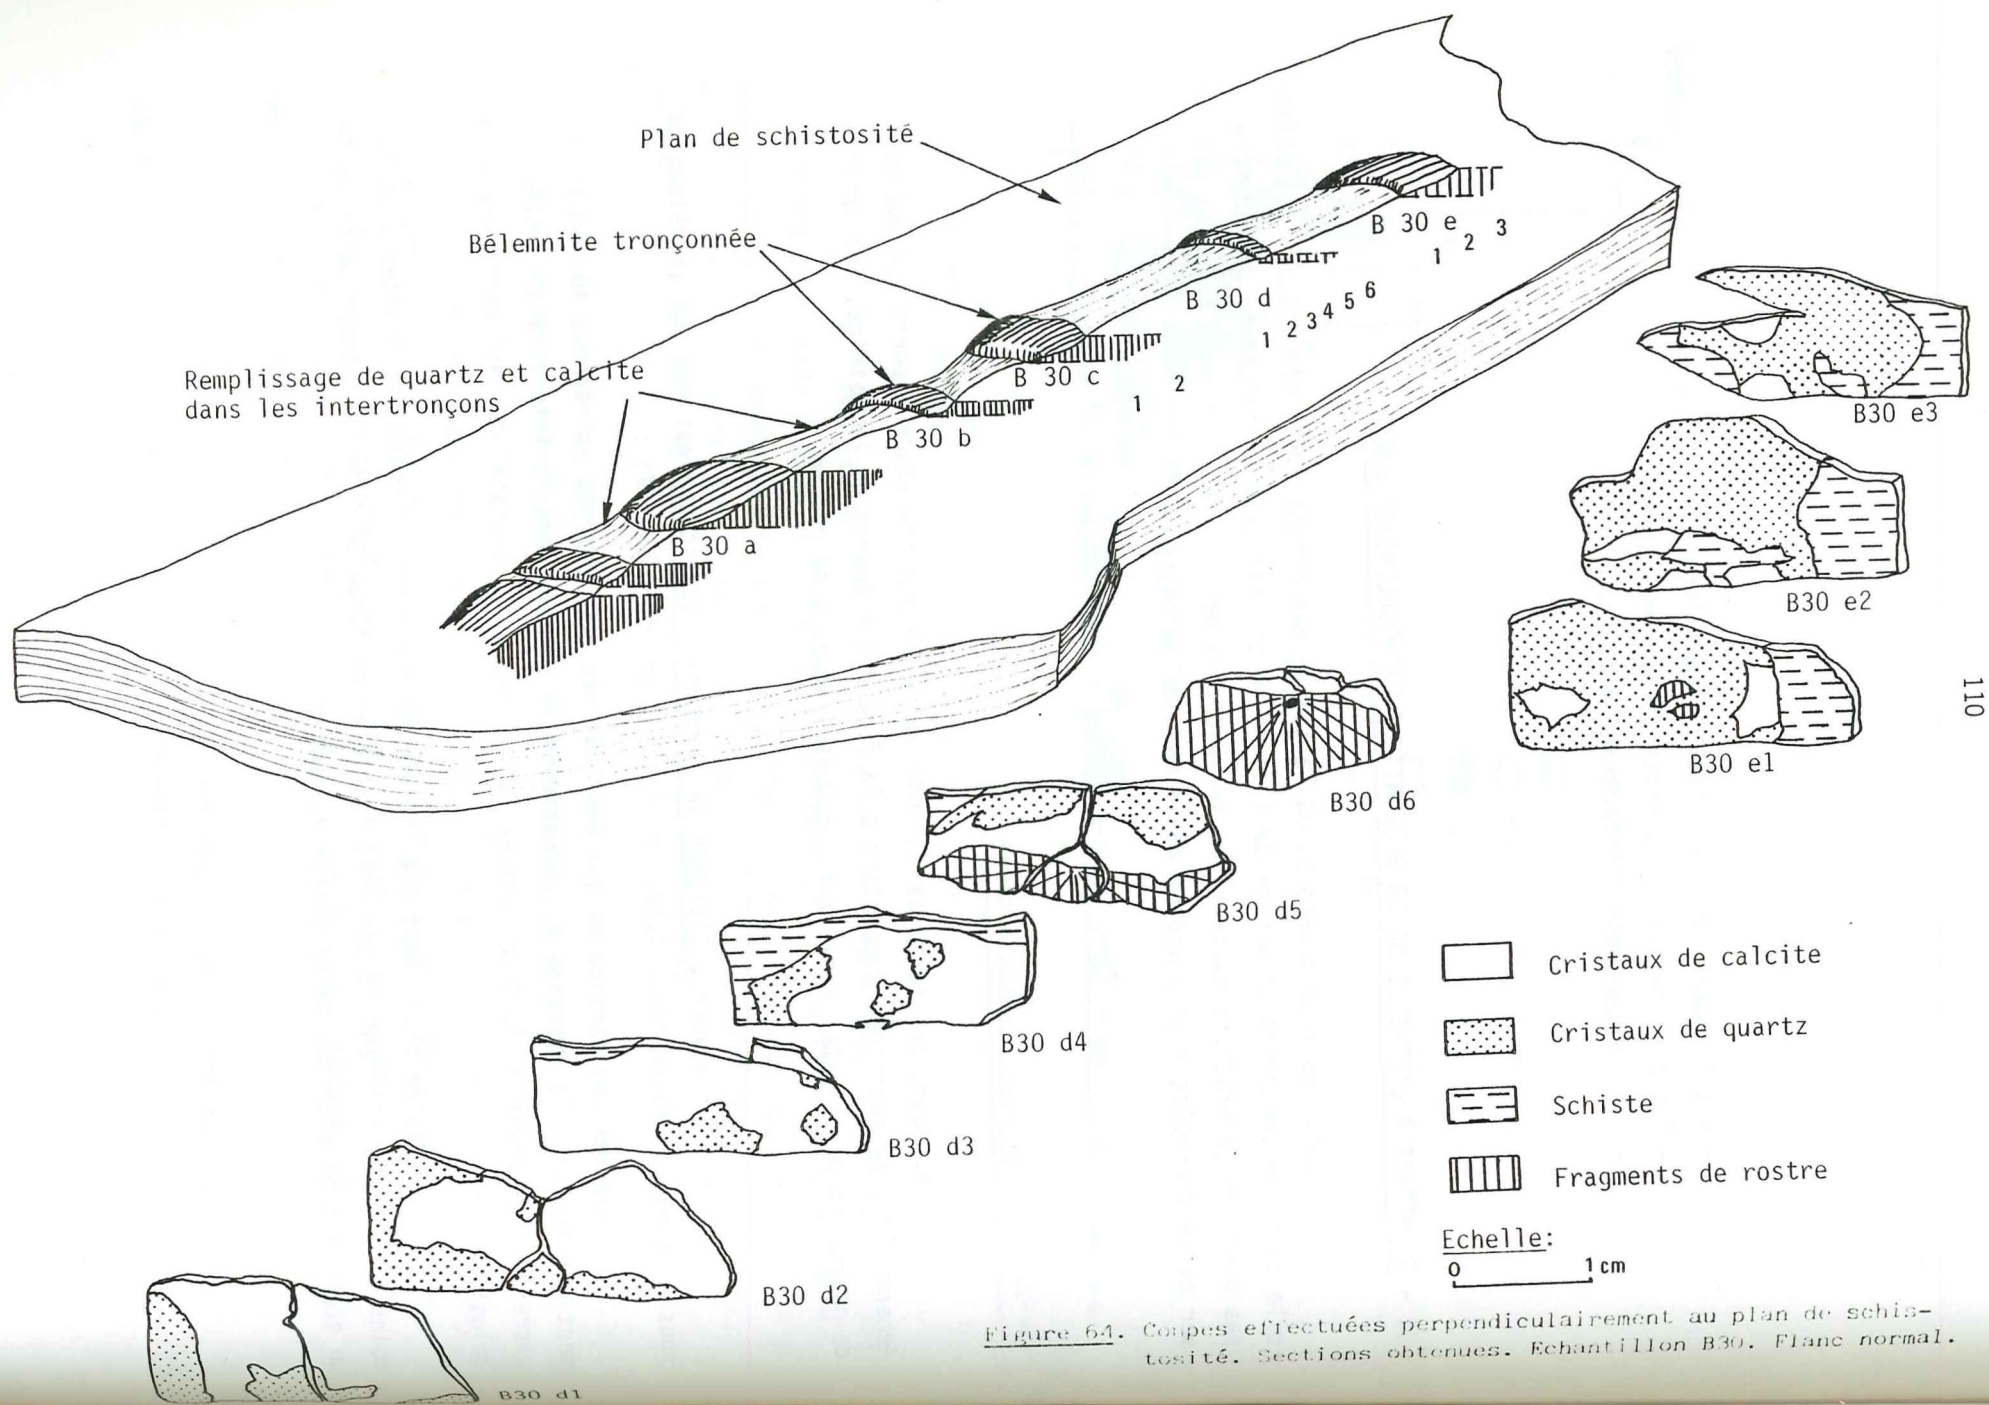 Plan de schistosité
Bélemnite tronçonnée
Remplissage de quartz et calcite
dans les intertronçons
B 30 e
1 2 3
B 30 d
1 2 3 4 5 6
B 30 c
1 2
B 30 b
B 30 a
B30 e3
B30 e2
B30 e1
110
B30 d6
B30 d5
B30 d4
B30 d3
B30 d2
B30 d1
Cristaux de calcite
Cristaux de quartz
Schiste
Fragments de rostre
Echelle:
0 1 cm
Figure 64. Coupes effectuées perpendiculairement au plan de schis-
tosité. Sections obtenues. Echantillon B30. Flanc normal.